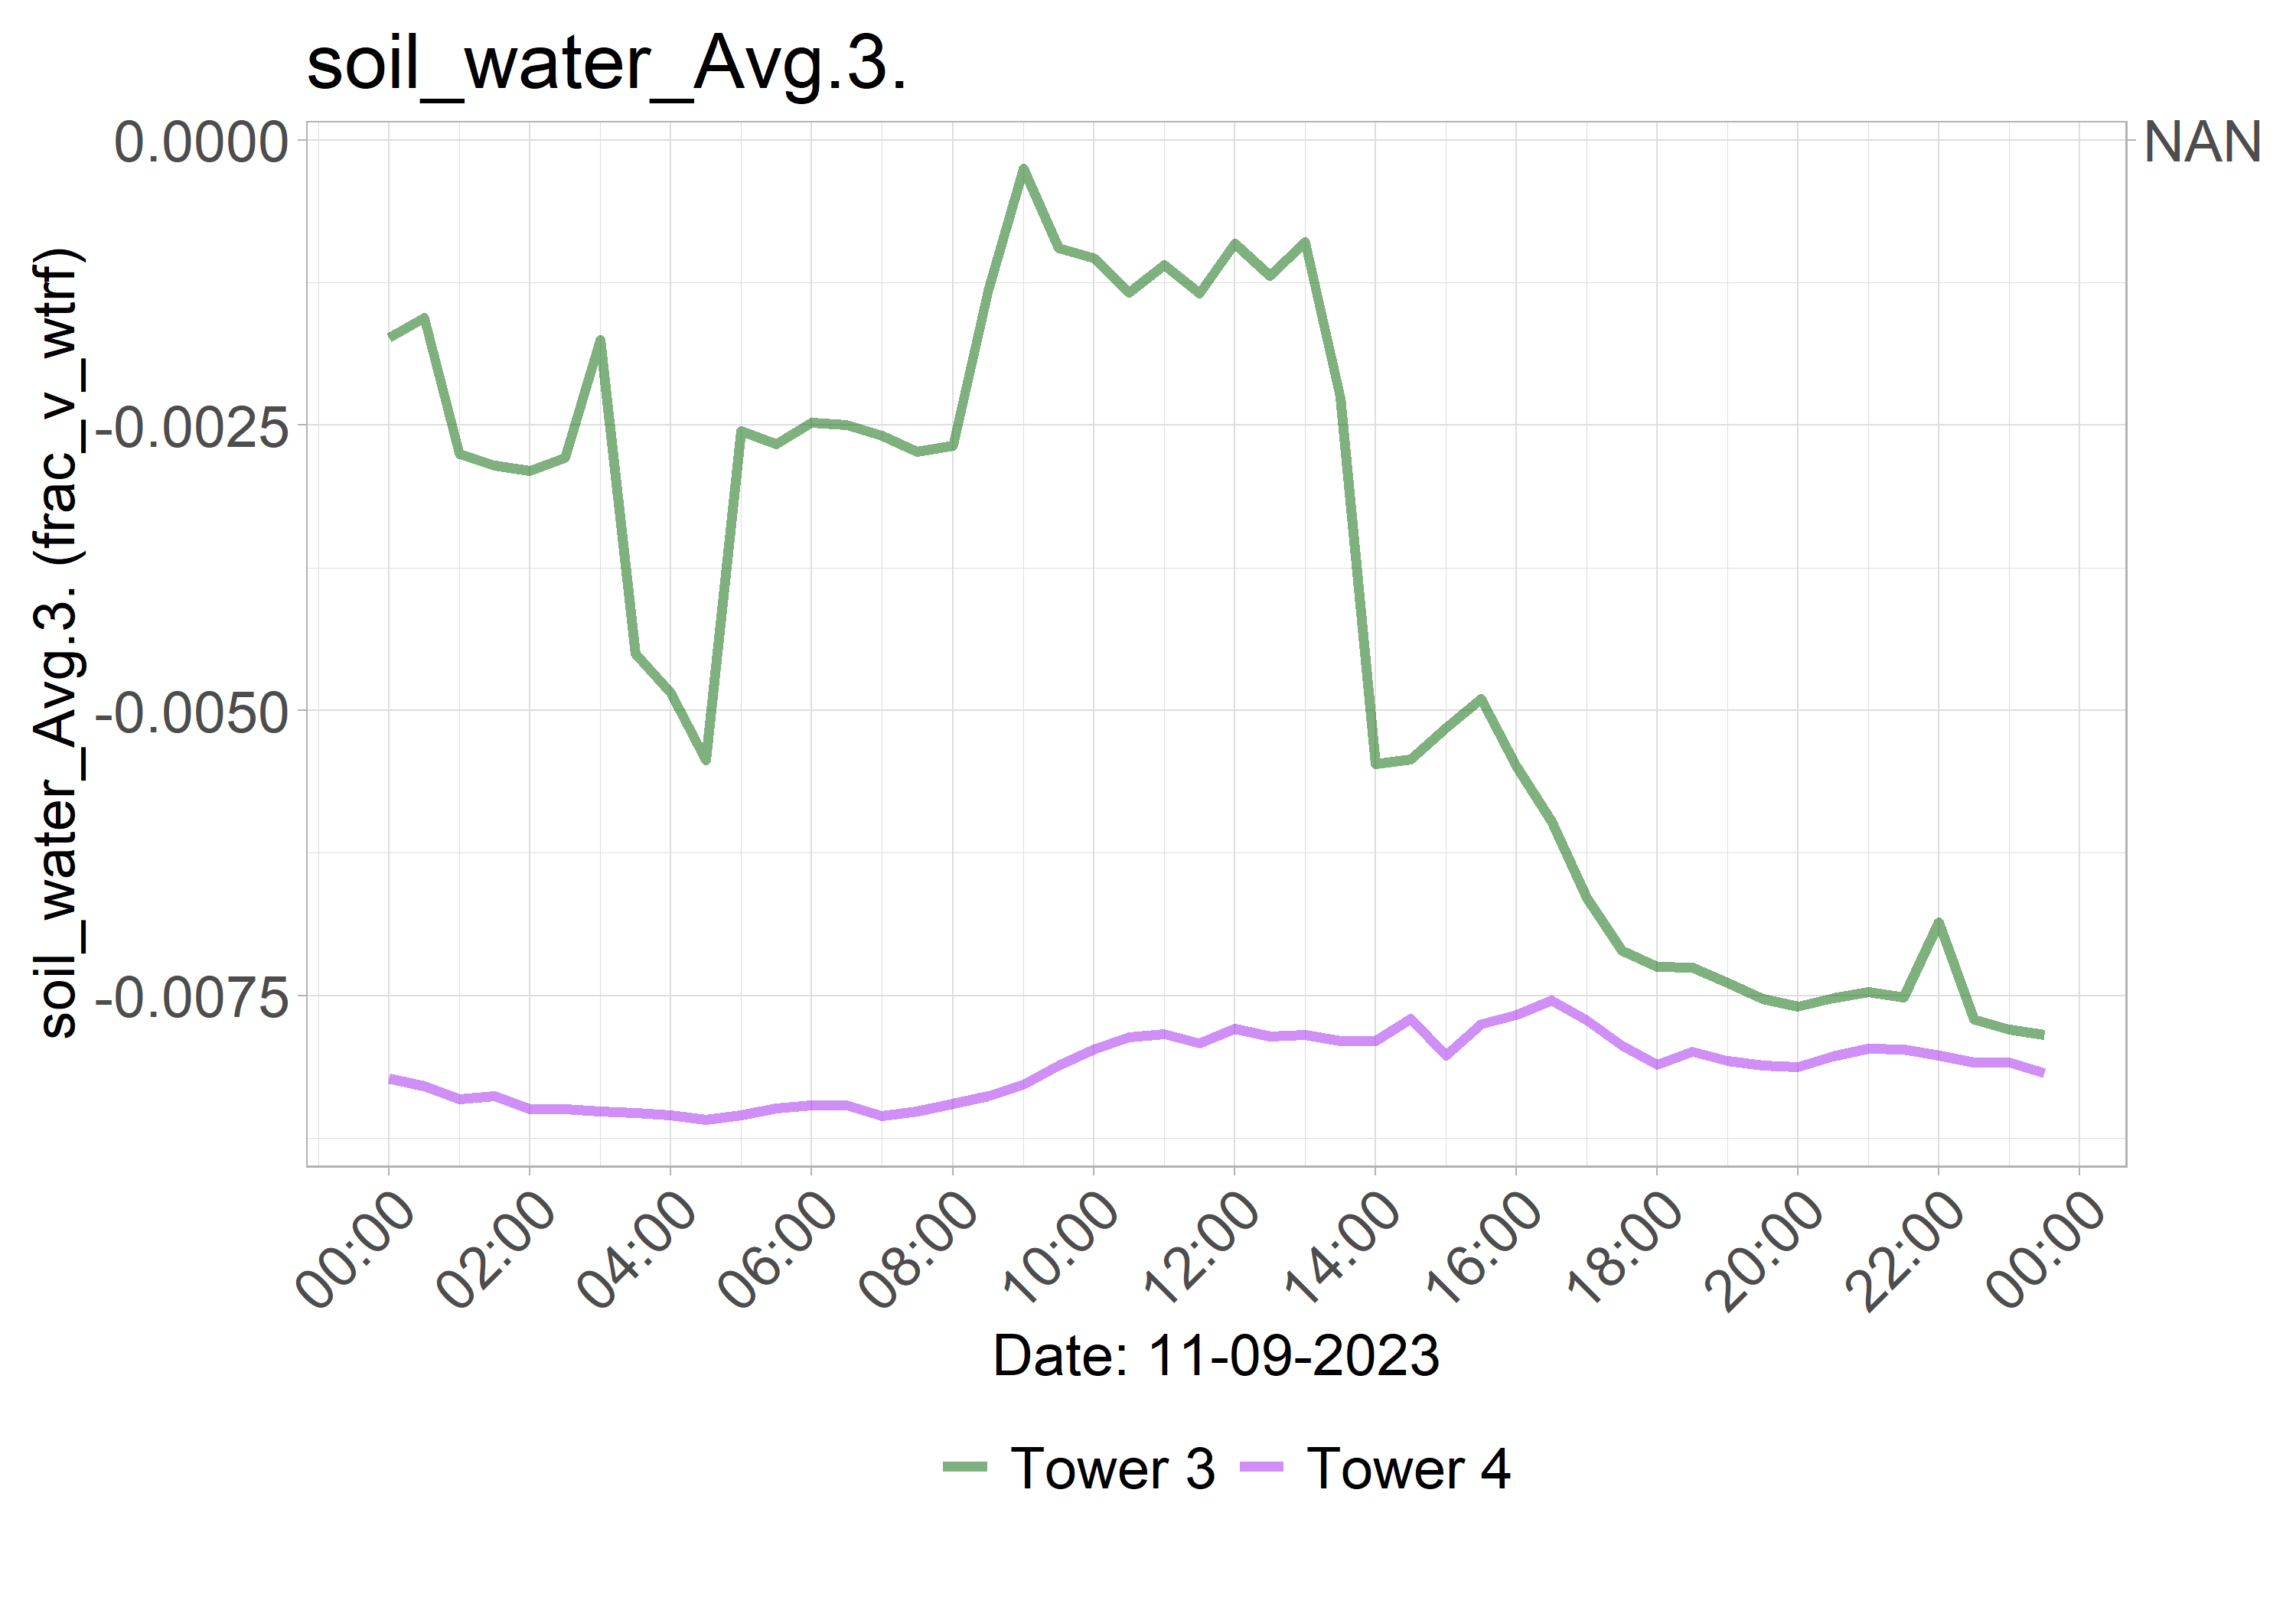 soil_water_Avg.3.
0.0000
-0.0025
-0.0050
-0.0075
NAN
soil_water_Avg.3. (frac_v_wtrf)
00:00 02:00 04:00 06:00 08:00 10:00 12:00 14:00 16:00 18:00 20:00 22:00 00:00
Date: 11-09-2023
Tower 3 Tower 4